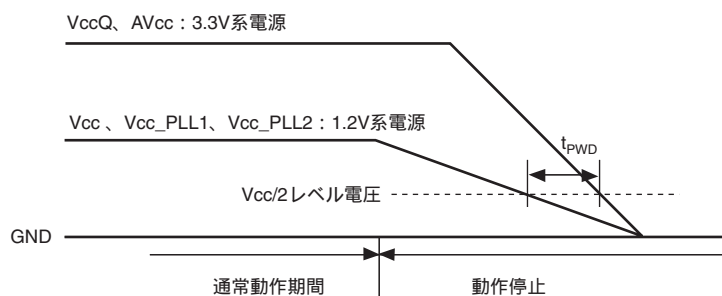 VccQ、AVcc：3.3V系電源
Vcc 、Vcc_PLL1、Vcc_PLL2：1.2V系電源
tPWD
Vcc/2レベル電圧
GND
通常動作期間
動作停止